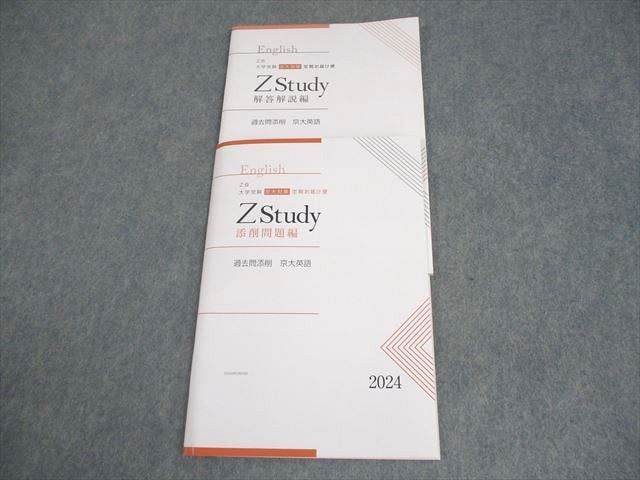 English
Z会
大学受験 京大対策 定期お届け便
Z Study
解答解説編
過去問添削 京大英語
English
Z会
大学受験 京大対策 定期お届け便
Z Study
添削問題編
過去問添削 京大英語
2024